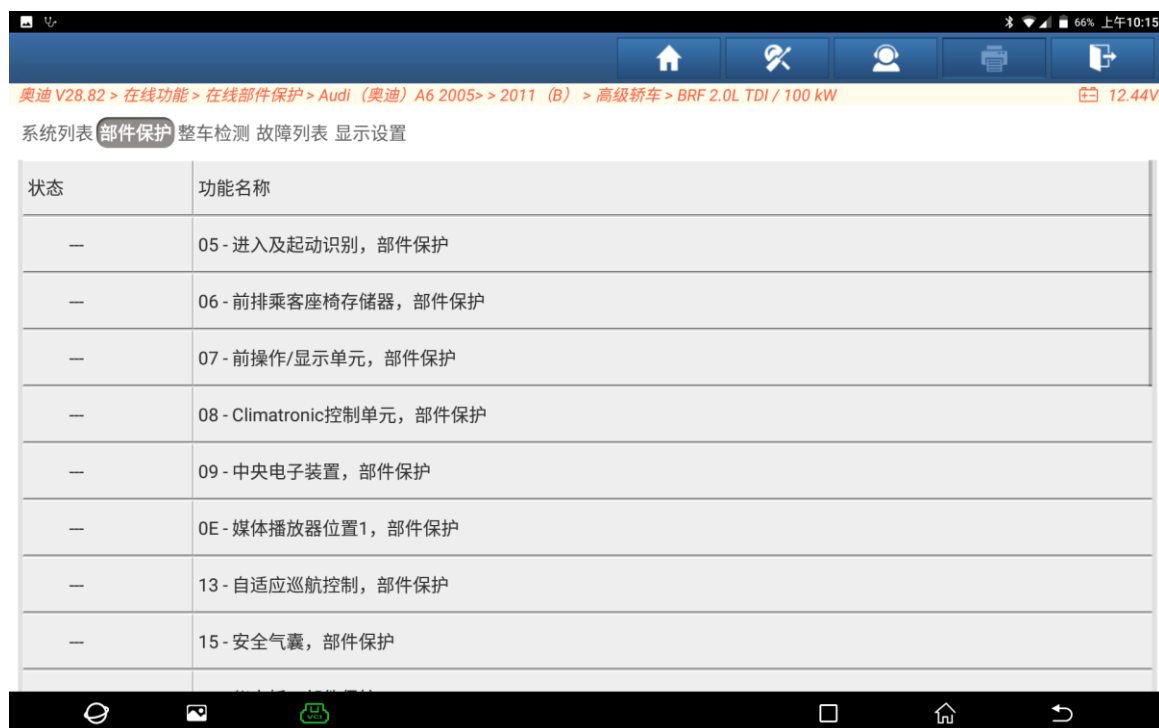 66% 上午10:15
奥迪 V28.82 > 在线功能 > 在线部件保护 > Audi（奥迪）A6 2005> > 2011（B） > 高级轿车 > BRF 2.0L TDI / 100 kW 12.44V
系统列表 部件保护 整车检测 故障列表 显示设置
状态 功能名称
--- 05 - 进入及起动识别，部件保护
--- 06 - 前排乘客座椅存储器，部件保护
--- 07 - 前操作/显示单元，部件保护
--- 08 - Climatronic控制单元，部件保护
--- 09 - 中央电子装置，部件保护
--- 0E - 媒体播放器位置1，部件保护
--- 13 - 自适应巡航控制，部件保护
--- 15 - 安全气囊，部件保护
VCI